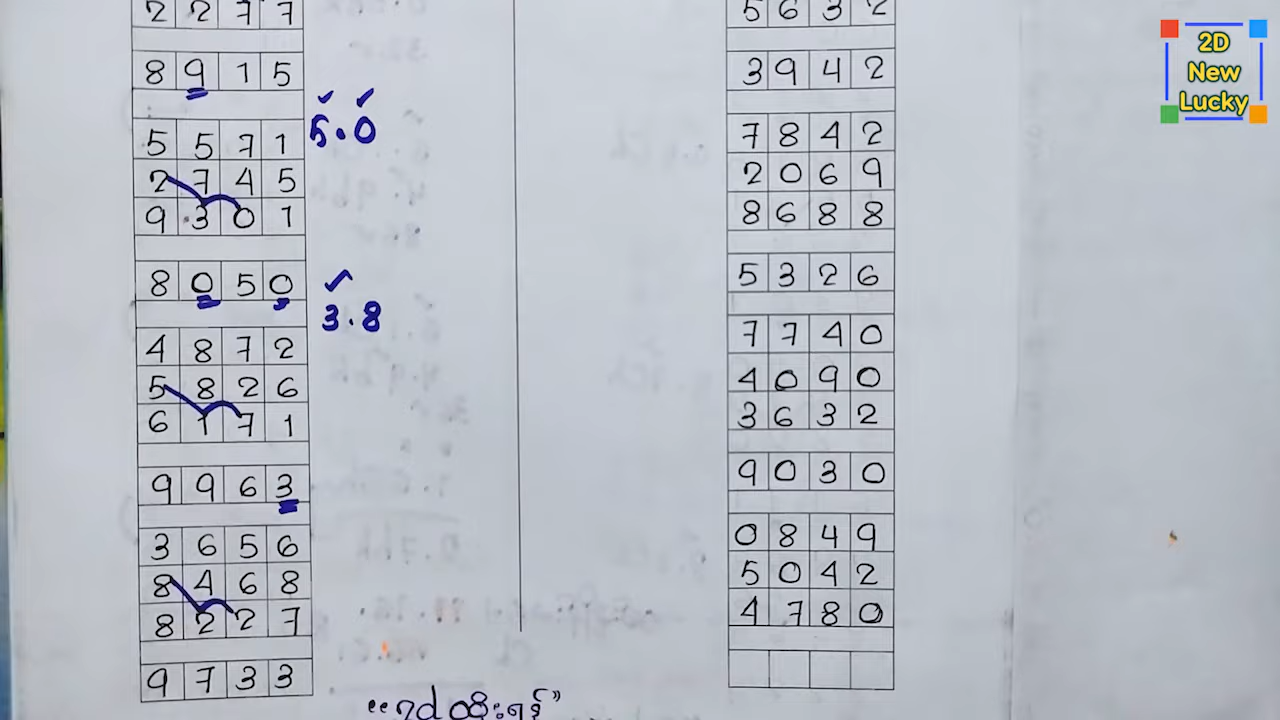 2 2 7 7
8 9 1 5
5.0
5 5 7 1
2 7 4 5
9 3 0 1
8 0 5 0
3.8
4 8 7 2
5 8 2 6
6 1 7 1
9 9 6 3
3 6 5 6
8 4 6 8
8 2 2 7
9 7 3 3
5 6 3 2
3 9 4 2
7 8 4 2
2 0 6 9
8 6 8 8
5 3 2 6
7 7 4 0
4 0 9 0
3 6 3 2
9 0 3 0
0 8 4 9
5 0 4 2
4 7 8 0
2D
New
Lucky